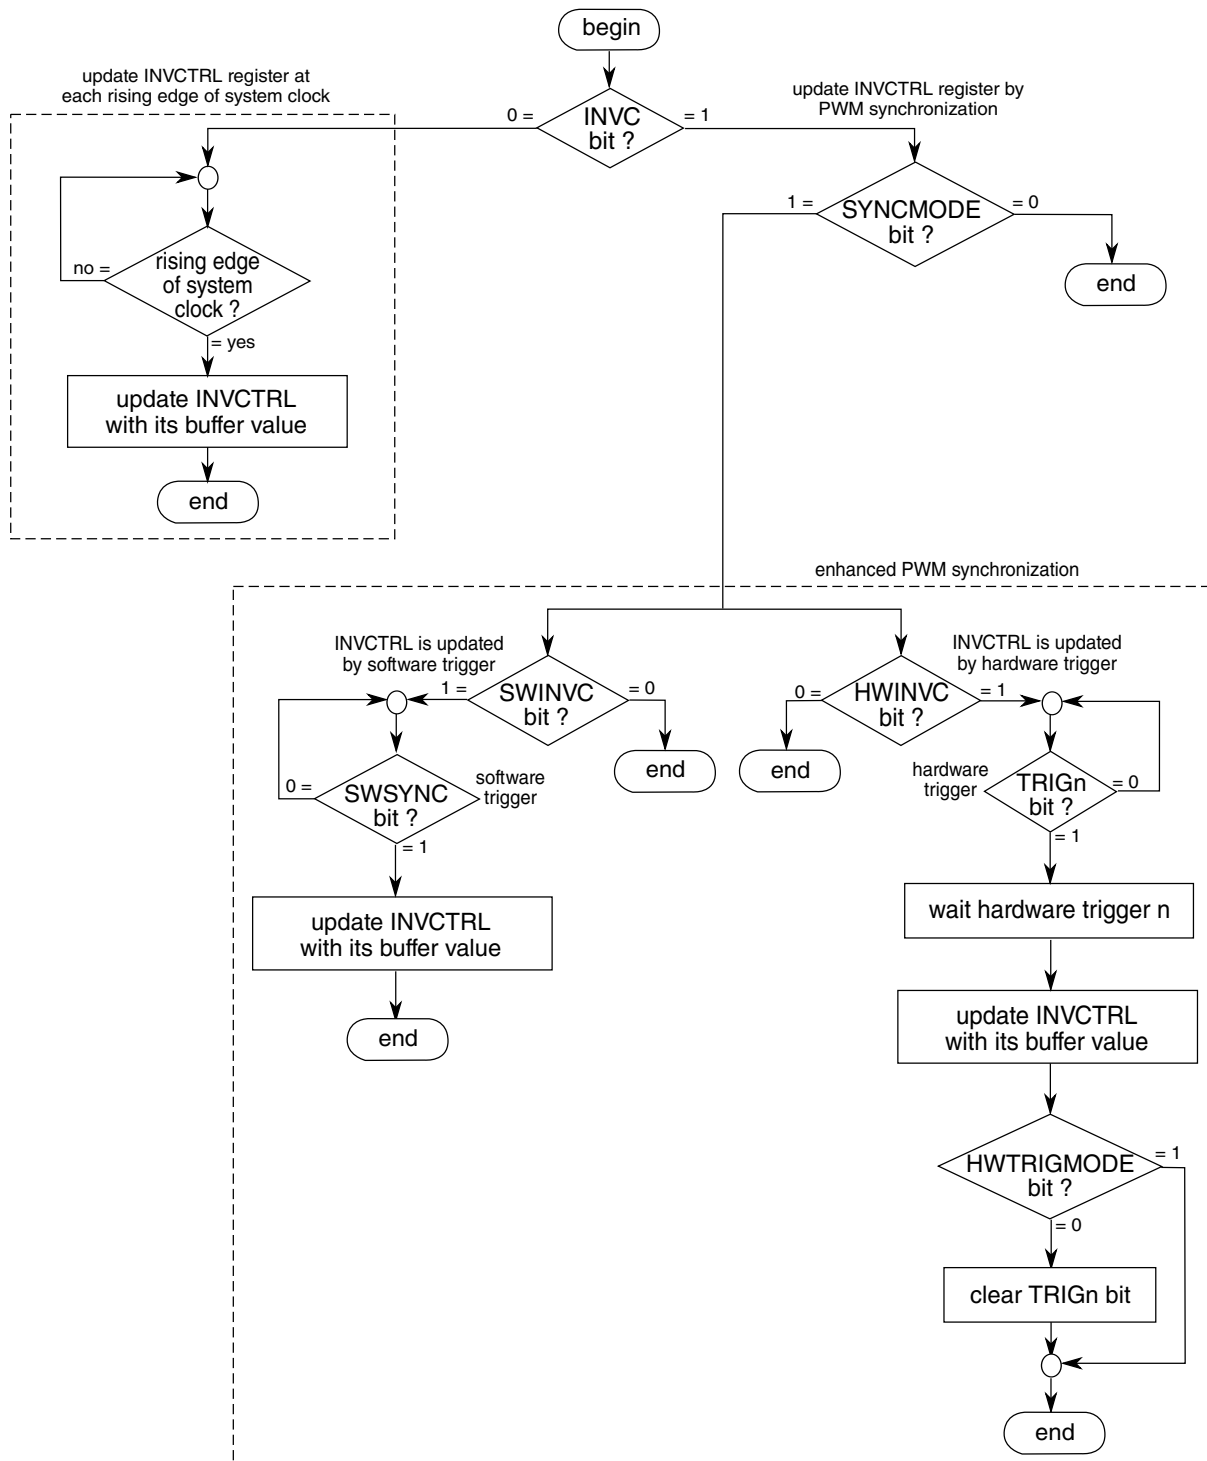 begin
update INVCTRL register at
each rising edge of system clock
update INVCTRL register by
PWM synchronization
0 =
INVC
bit ?
= 1
1 =
SYNCMODE
bit ?
= 0
end
no =
rising edge
of system
clock ?
= yes
update INVCTRL
with its buffer value
end
enhanced PWM synchronization
INVCTRL is updated
by software trigger
INVCTRL is updated
by hardware trigger
1 =
SWINVC
bit ?
= 0
end
0 =
HWINVC
bit ?
= 1
end
0 =
SWSYNC
bit ?
software
trigger
= 1
hardware
trigger
TRIGn
bit ?
= 0
= 1
update INVCTRL
with its buffer value
end
wait hardware trigger n
update INVCTRL
with its buffer value
HWTRIGMODE
bit ?
= 1
= 0
clear TRIGn bit
end